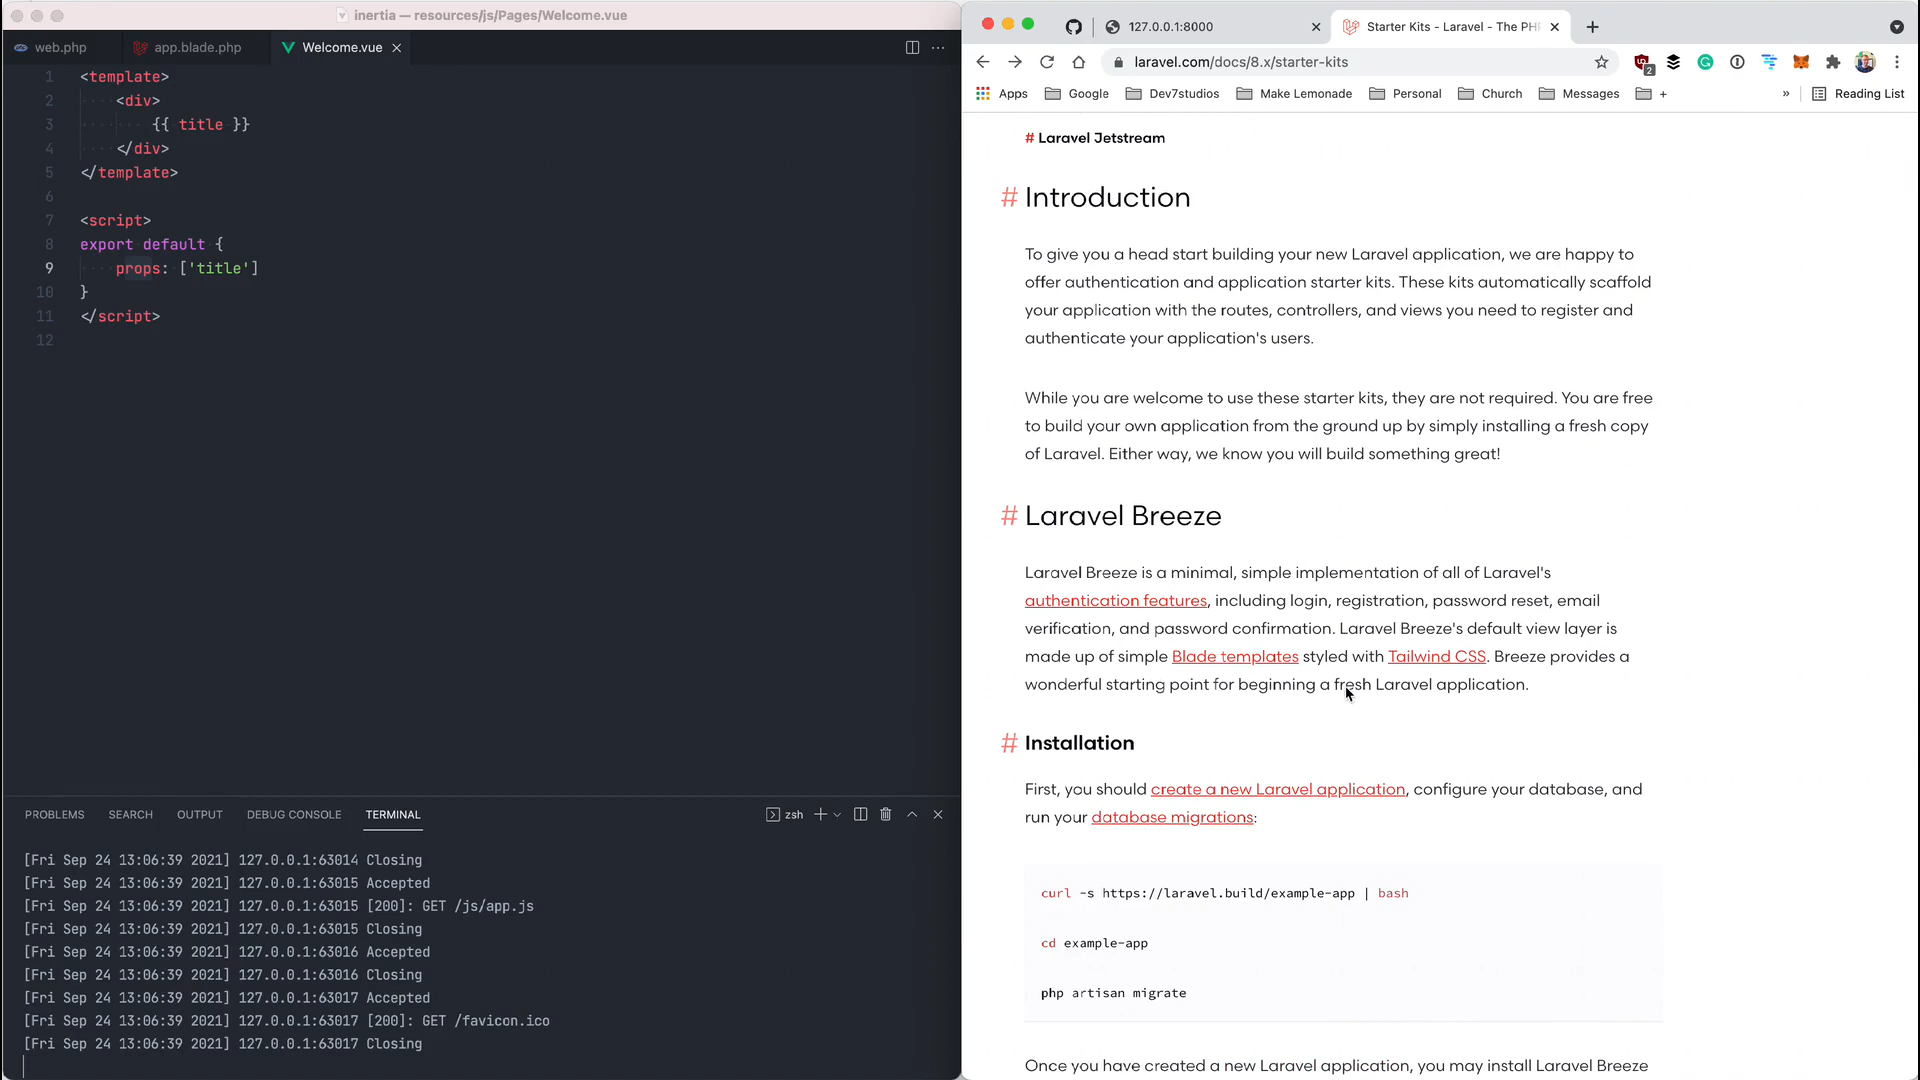 inertia — resources/js/Pages/Welcome.vue
web.php
app.blade.php
Welcome.vue
1 <template>
2 <div>
3 {{ title }}
4 </div>
5 </template>
6
7 <script>
8 export default {
9 props: ['title']
10 }
11 </script>
12
PROBLEMS SEARCH OUTPUT DEBUG CONSOLE TERMINAL
zsh
[Fri Sep 24 13:06:39 2021] 127.0.0.1:63014 Closing
[Fri Sep 24 13:06:39 2021] 127.0.0.1:63015 Accepted
[Fri Sep 24 13:06:39 2021] 127.0.0.1:63015 [200]: GET /js/app.js
[Fri Sep 24 13:06:39 2021] 127.0.0.1:63015 Closing
[Fri Sep 24 13:06:39 2021] 127.0.0.1:63016 Accepted
[Fri Sep 24 13:06:39 2021] 127.0.0.1:63016 Closing
[Fri Sep 24 13:06:39 2021] 127.0.0.1:63017 Accepted
[Fri Sep 24 13:06:39 2021] 127.0.0.1:63017 [200]: GET /favicon.ico
[Fri Sep 24 13:06:39 2021] 127.0.0.1:63017 Closing
127.0.0.1:8000
Starter Kits - Laravel - The PH
laravel.com/docs/8.x/starter-kits
2
Apps Google Dev7studios Make Lemonade Personal Church Messages + » Reading List
# Laravel Jetstream
# Introduction
To give you a head start building your new Laravel application, we are happy to
offer authentication and application starter kits. These kits automatically scaffold
your application with the routes, controllers, and views you need to register and
authenticate your application's users.
While you are welcome to use these starter kits, they are not required. You are free
to build your own application from the ground up by simply installing a fresh copy
of Laravel. Either way, we know you will build something great!
# Laravel Breeze
Laravel Breeze is a minimal, simple implementation of all of Laravel's
authentication features, including login, registration, password reset, email
verification, and password confirmation. Laravel Breeze's default view layer is
made up of simple Blade templates styled with Tailwind CSS. Breeze provides a
wonderful starting point for beginning a fresh Laravel application.
# Installation
First, you should create a new Laravel application, configure your database, and
run your database migrations:
curl -s https://laravel.build/example-app | bash
cd example-app
php artisan migrate
Once you have created a new Laravel application, you may install Laravel Breeze